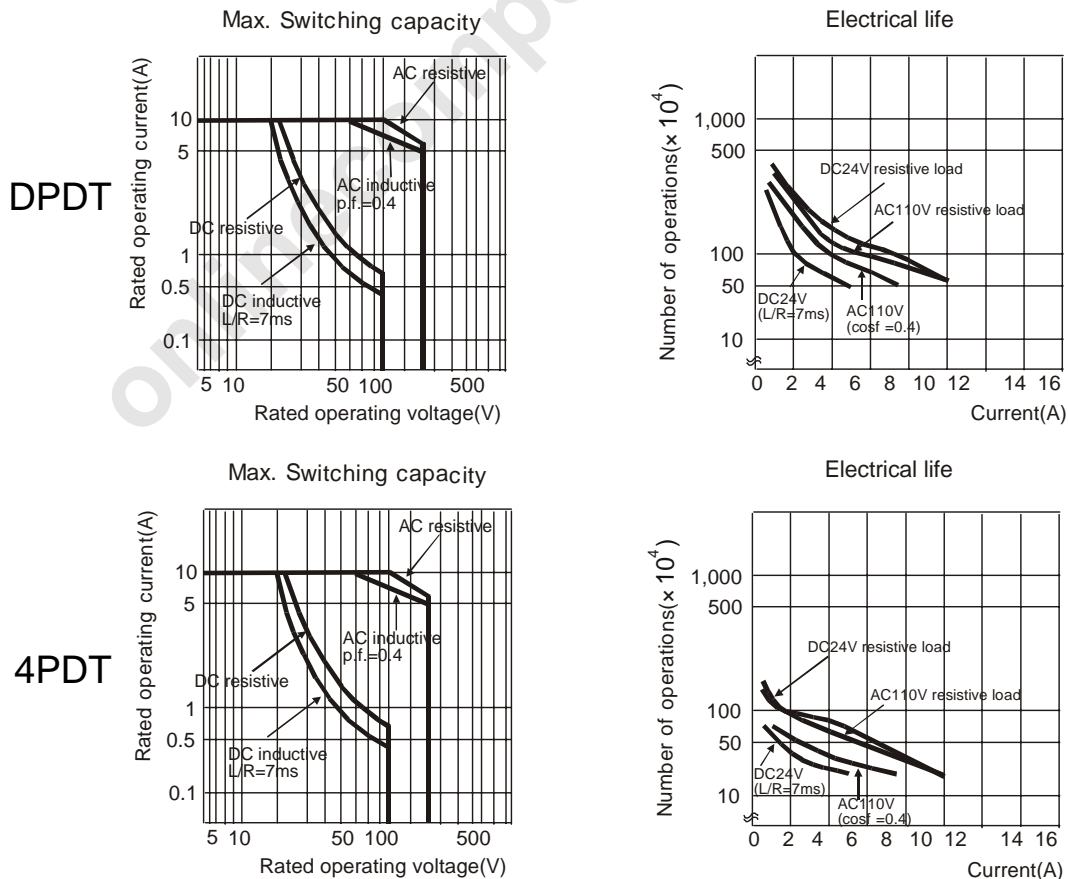 Max. Switching capacity
Electrical life
Rated operating current(A)
10
5
1
0.5
0.1
AC resistive
AC inductive
p.f.=0.4
DC resistive
DC inductive
L/R=7ms
5 10 50 100 500
Rated operating voltage(V)
DPDT
Number of operations(× 10⁴)
1,000
500
100
50
10
DC24V resistive load
AC110V resistive load
DC24V
(L/R=7ms)
AC110V
(cosf =0.4)
0 2 4 6 8 10 12 14 16
Current(A)
Max. Switching capacity
Electrical life
Rated operating current(A)
10
5
1
0.5
0.1
AC resistive
AC inductive
p.f.=0.4
DC resistive
DC inductive
L/R=7ms
5 10 50 100 500
Rated operating voltage(V)
4PDT
Number of operations(× 10⁴)
1,000
500
100
50
10
DC24V resistive load
AC110V resistive load
DC24V
(L/R=7ms)
AC110V
(cosf =0.4)
0 2 4 6 8 10 12 14 16
Current(A)
onlinecompo